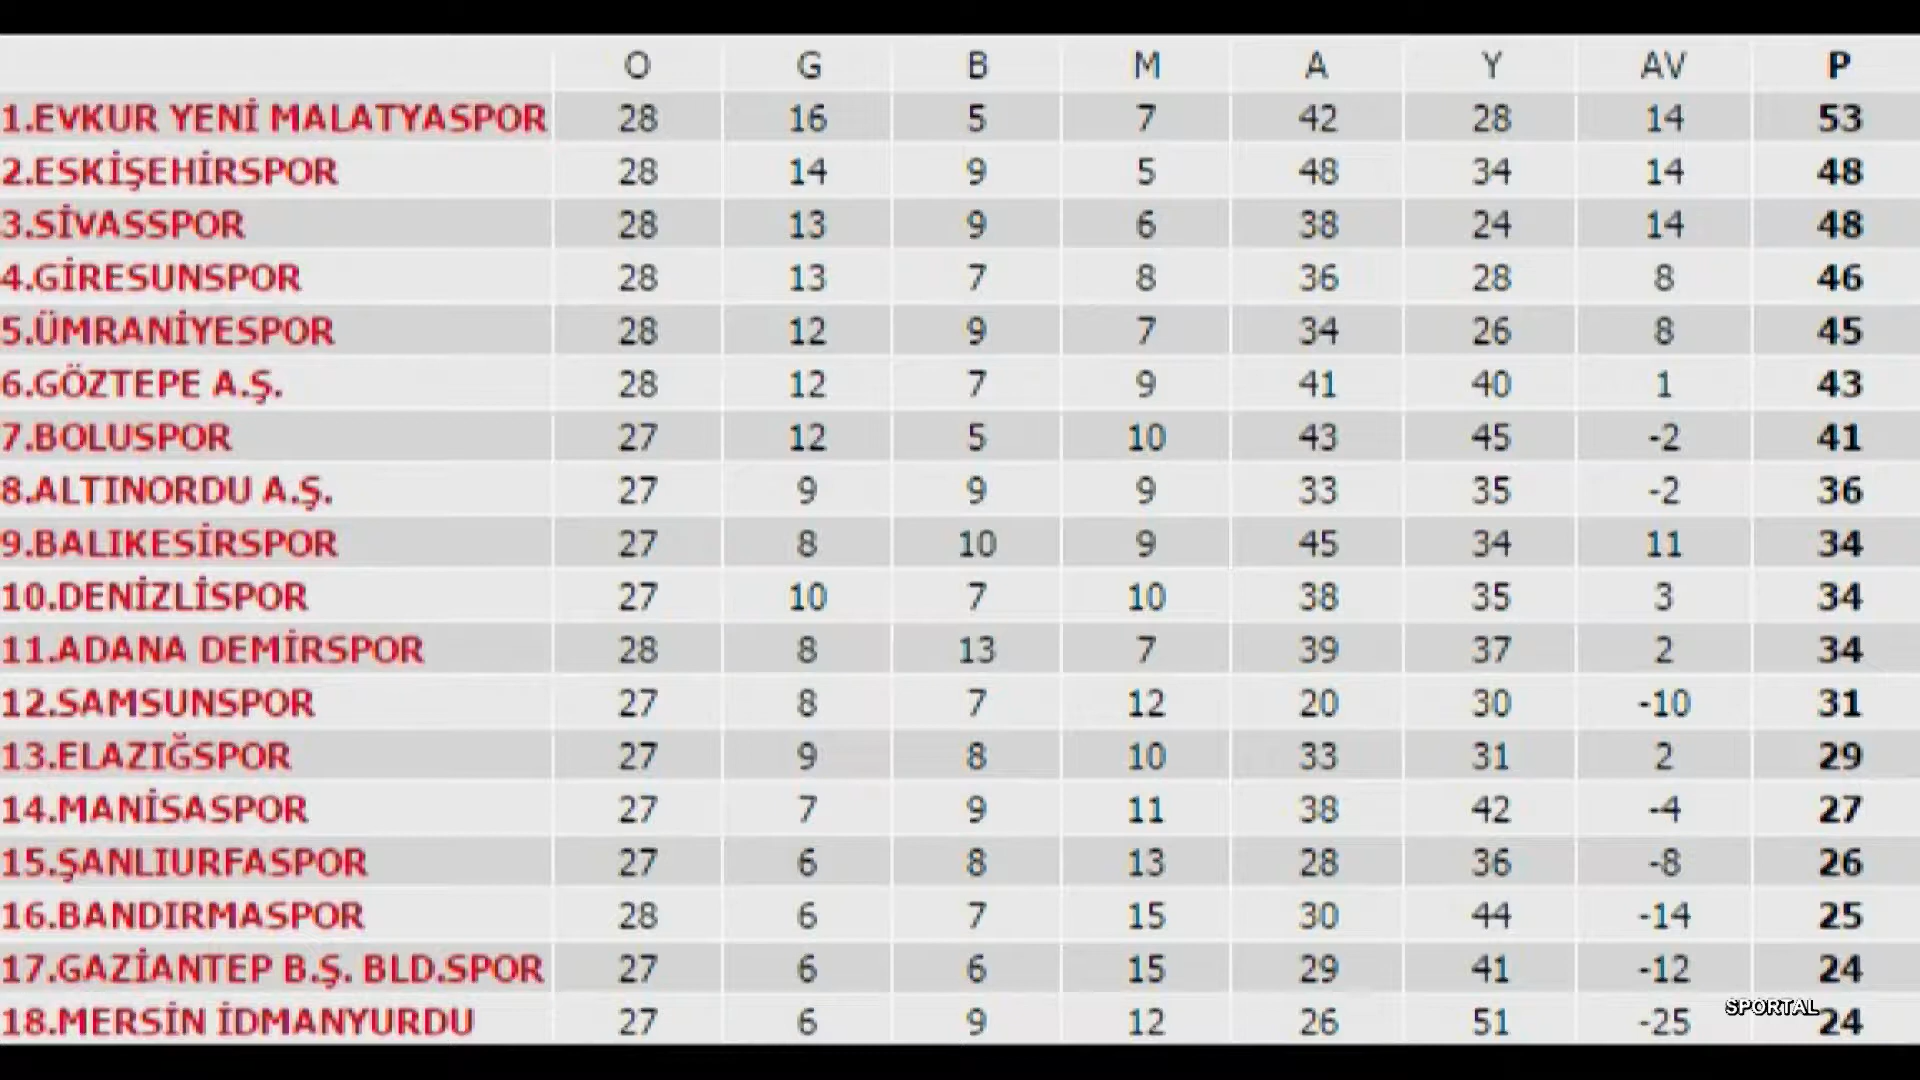 O G B M A Y AV P
1.EVKUR YENİ MALATYASPOR 28 16 5 7 42 28 14 53
2.ESKİŞEHİRSPOR 28 14 9 5 48 34 14 48
3.SİVASSPOR 28 13 9 6 38 24 14 48
4.GİRESUNSPOR 28 13 7 8 36 28 8 46
5.ÜMRANİYESPOR 28 12 9 7 34 26 8 45
6.GÖZTEPE A.Ş. 28 12 7 9 41 40 1 43
7.BOLUSPOR 27 12 5 10 43 45 -2 41
8.ALTINORDU A.Ş. 27 9 9 9 33 35 -2 36
9.BALIKESİRSPOR 27 8 10 9 45 34 11 34
10.DENİZLİSPOR 27 10 7 10 38 35 3 34
11.ADANA DEMİRSPOR 28 8 13 7 39 37 2 34
12.SAMSUNSPOR 27 8 7 12 20 30 -10 31
13.ELAZIĞSPOR 27 9 8 10 33 31 2 29
14.MANİSASPOR 27 7 9 11 38 42 -4 27
15.ŞANLIURFASPOR 27 6 8 13 28 36 -8 26
16.BANDIRMASPOR 28 6 7 15 30 44 -14 25
17.GAZİANTEP B.Ş. BLD.SPOR 27 6 6 15 29 41 -12 24
18.MERSİN İDMANYURDU 27 6 9 12 26 51 -25 24
SPORTAL